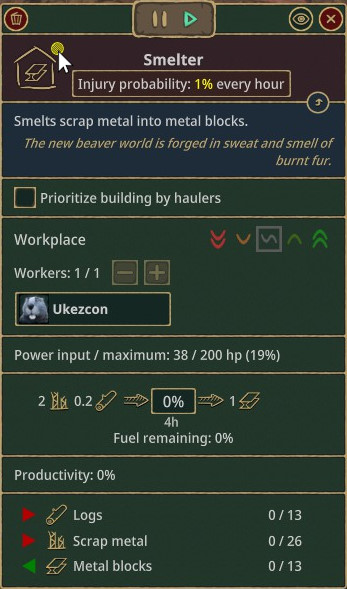 Smelter
Injury probability: 1% every hour
Smelts scrap metal into metal blocks.
The new beaver world is forged in sweat and smell of
burnt fur.
Prioritize building by haulers
Workplace
Workers: 1 / 1
Ukezcon
Power input / maximum: 38 / 200 hp (19%)
2 0.2 0% 1
4h
Fuel remaining: 0%
Productivity: 0%
Logs 0 / 13
Scrap metal 0 / 26
Metal blocks 0 / 13